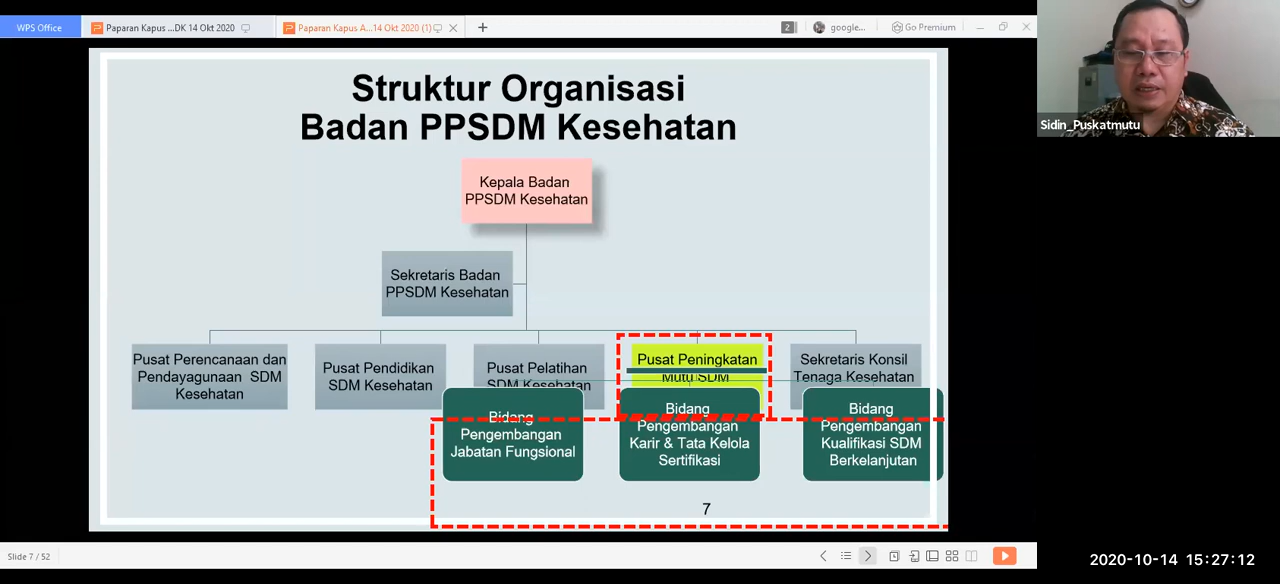 WPS Office
Paparan Kapus ...DK 14 Okt 2020
Paparan Kapus A...14 Okt 2020 (1)
2
google...
Go Premium
Struktur Organisasi
Badan PPSDM Kesehatan
Kepala Badan
PPSDM Kesehatan
Sekretaris Badan
PPSDM Kesehatan
Pusat Perencanaan dan
Pendayagunaan SDM
Kesehatan
Pusat Pendidikan
SDM Kesehatan
Pusat Pelatihan
SDM Kesehatan
Pusat Peningkatan
Mutu SDM
Sekretaris Konsil
Tenaga Kesehatan
Bidang
Pengembangan
Jabatan Fungsional
Bidang
Pengembangan
Karir & Tata Kelola
Sertifikasi
Bidang
Pengembangan
Kualifikasi SDM
Berkelanjutan
7
Slide 7 / 52
Sidin_Puskatmutu
2020-10-14 15:27:12